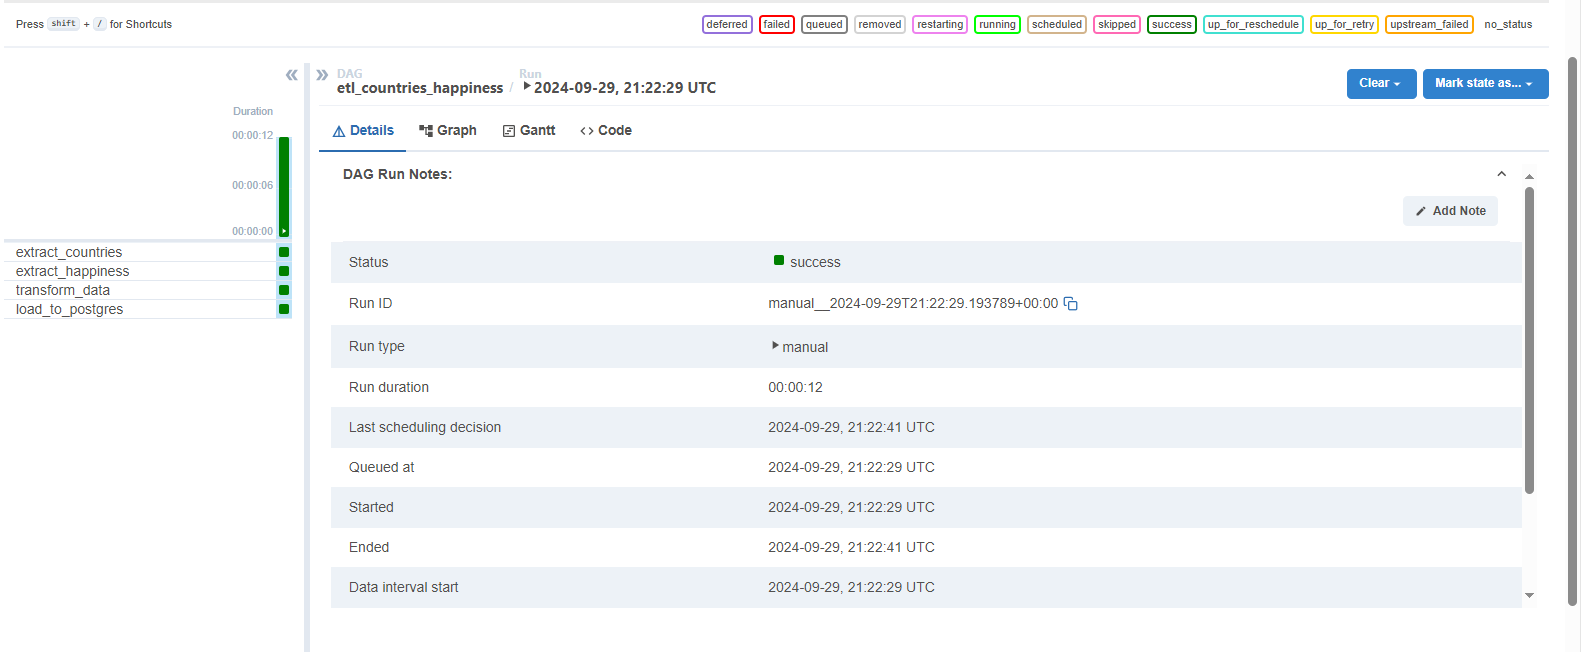 Press shift + / for Shortcuts
deferred failed queued removed restarting running scheduled skipped success up_for_reschedule up_for_retry upstream_failed no_status
DAG
etl_countries_happiness
/
Run
2024-09-29, 21:22:29 UTC
Clear
Mark state as...
Duration
00:00:12
00:00:06
00:00:00
extract_countries
extract_happiness
transform_data
load_to_postgres
Details Graph Gantt Code
DAG Run Notes:
Add Note
Status success
Run ID manual__2024-09-29T21:22:29.193789+00:00
Run type manual
Run duration 00:00:12
Last scheduling decision 2024-09-29, 21:22:41 UTC
Queued at 2024-09-29, 21:22:29 UTC
Started 2024-09-29, 21:22:29 UTC
Ended 2024-09-29, 21:22:41 UTC
Data interval start 2024-09-29, 21:22:29 UTC